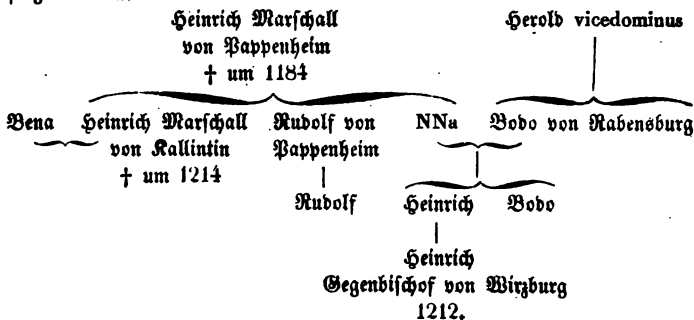 Heinrich Marschall Herold vicedominus
von Pappenheim
† um 1184
Bena Heinrich Marschall Rudolf von NNa Bodo von Rabensburg
von Kallintin Pappenheim
† um 1214
Rudolf Heinrich Bodo
Heinrich
Gegenbischof von Wirzburg
1212.